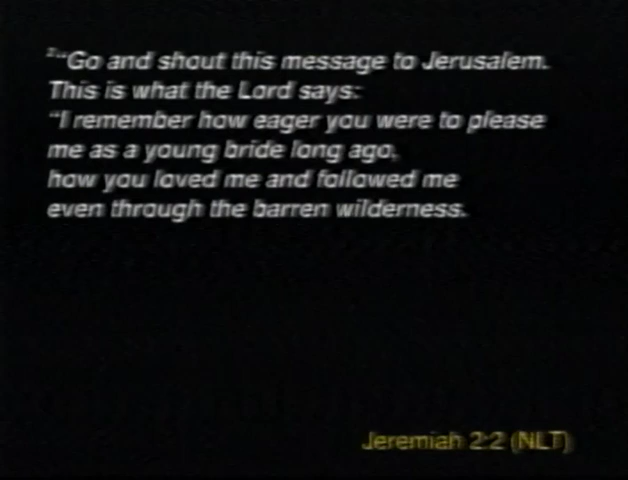 ²“Go and shout this message to Jerusalem.
This is what the Lord says:
“I remember how eager you were to please
me as a young bride long ago,
how you loved me and followed me
even through the barren wilderness.
Jeremiah 2:2 (NLT)